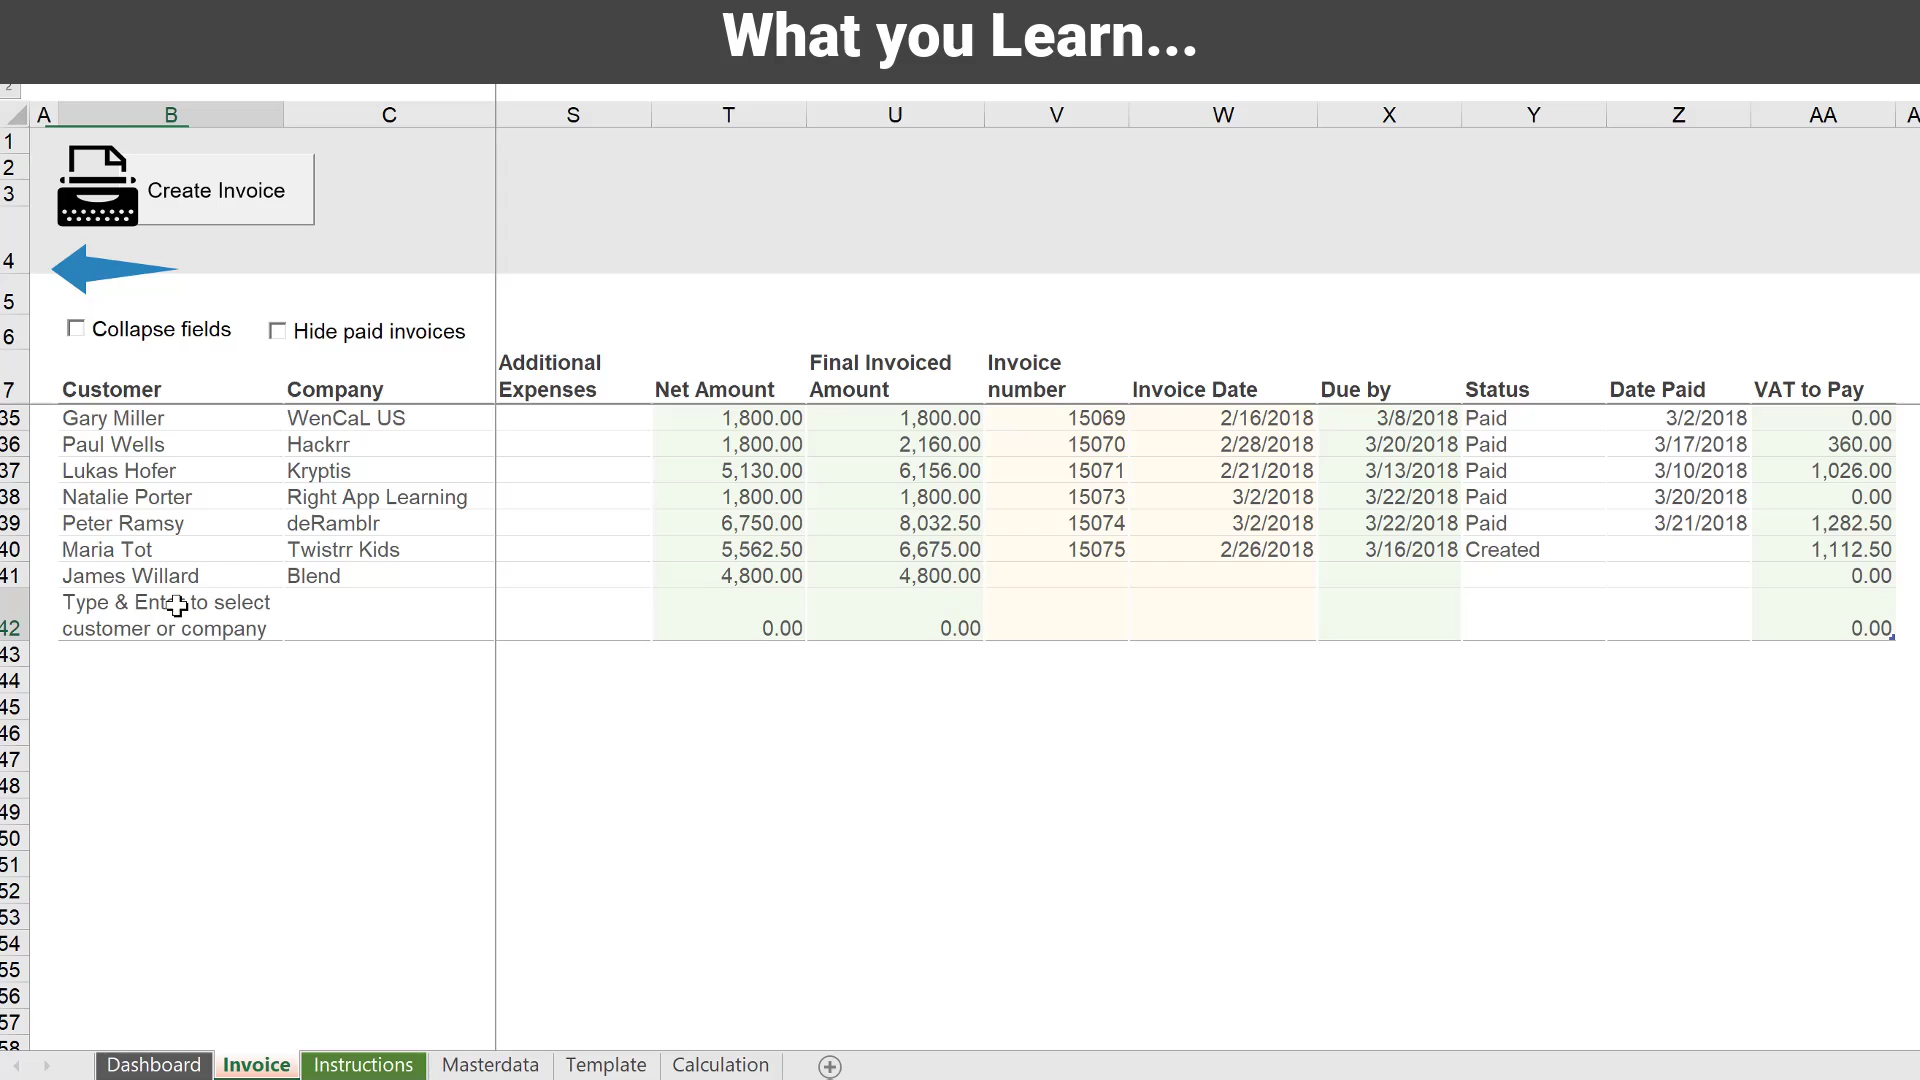 What you Learn...
2
A B C S T U V W X Y Z AA A
1
2
3 Create Invoice
4
5
6 Collapse fields Hide paid invoices
Additional Final Invoiced Invoice
7 Customer Company Expenses Net Amount Amount number Invoice Date Due by Status Date Paid VAT to Pay
35 Gary Miller WenCaL US 1,800.00 1,800.00 15069 2/16/2018 3/8/2018 Paid 3/2/2018 0.00
36 Paul Wells Hackrr 1,800.00 2,160.00 15070 2/28/2018 3/20/2018 Paid 3/17/2018 360.00
37 Lukas Hofer Kryptis 5,130.00 6,156.00 15071 2/21/2018 3/13/2018 Paid 3/10/2018 1,026.00
38 Natalie Porter Right App Learning 1,800.00 1,800.00 15073 3/2/2018 3/22/2018 Paid 3/20/2018 0.00
39 Peter Ramsy deRamblr 6,750.00 8,032.50 15074 3/2/2018 3/22/2018 Paid 3/21/2018 1,282.50
40 Maria Tot Twistrr Kids 5,562.50 6,675.00 15075 2/26/2018 3/16/2018 Created 1,112.50
41 James Willard Blend 4,800.00 4,800.00 0.00
Type & Enter to select
42 customer or company 0.00 0.00 0.00
43
44
45
46
47
48
49
50
51
52
53
54
55
56
57
58
Dashboard Invoice Instructions Masterdata Template Calculation